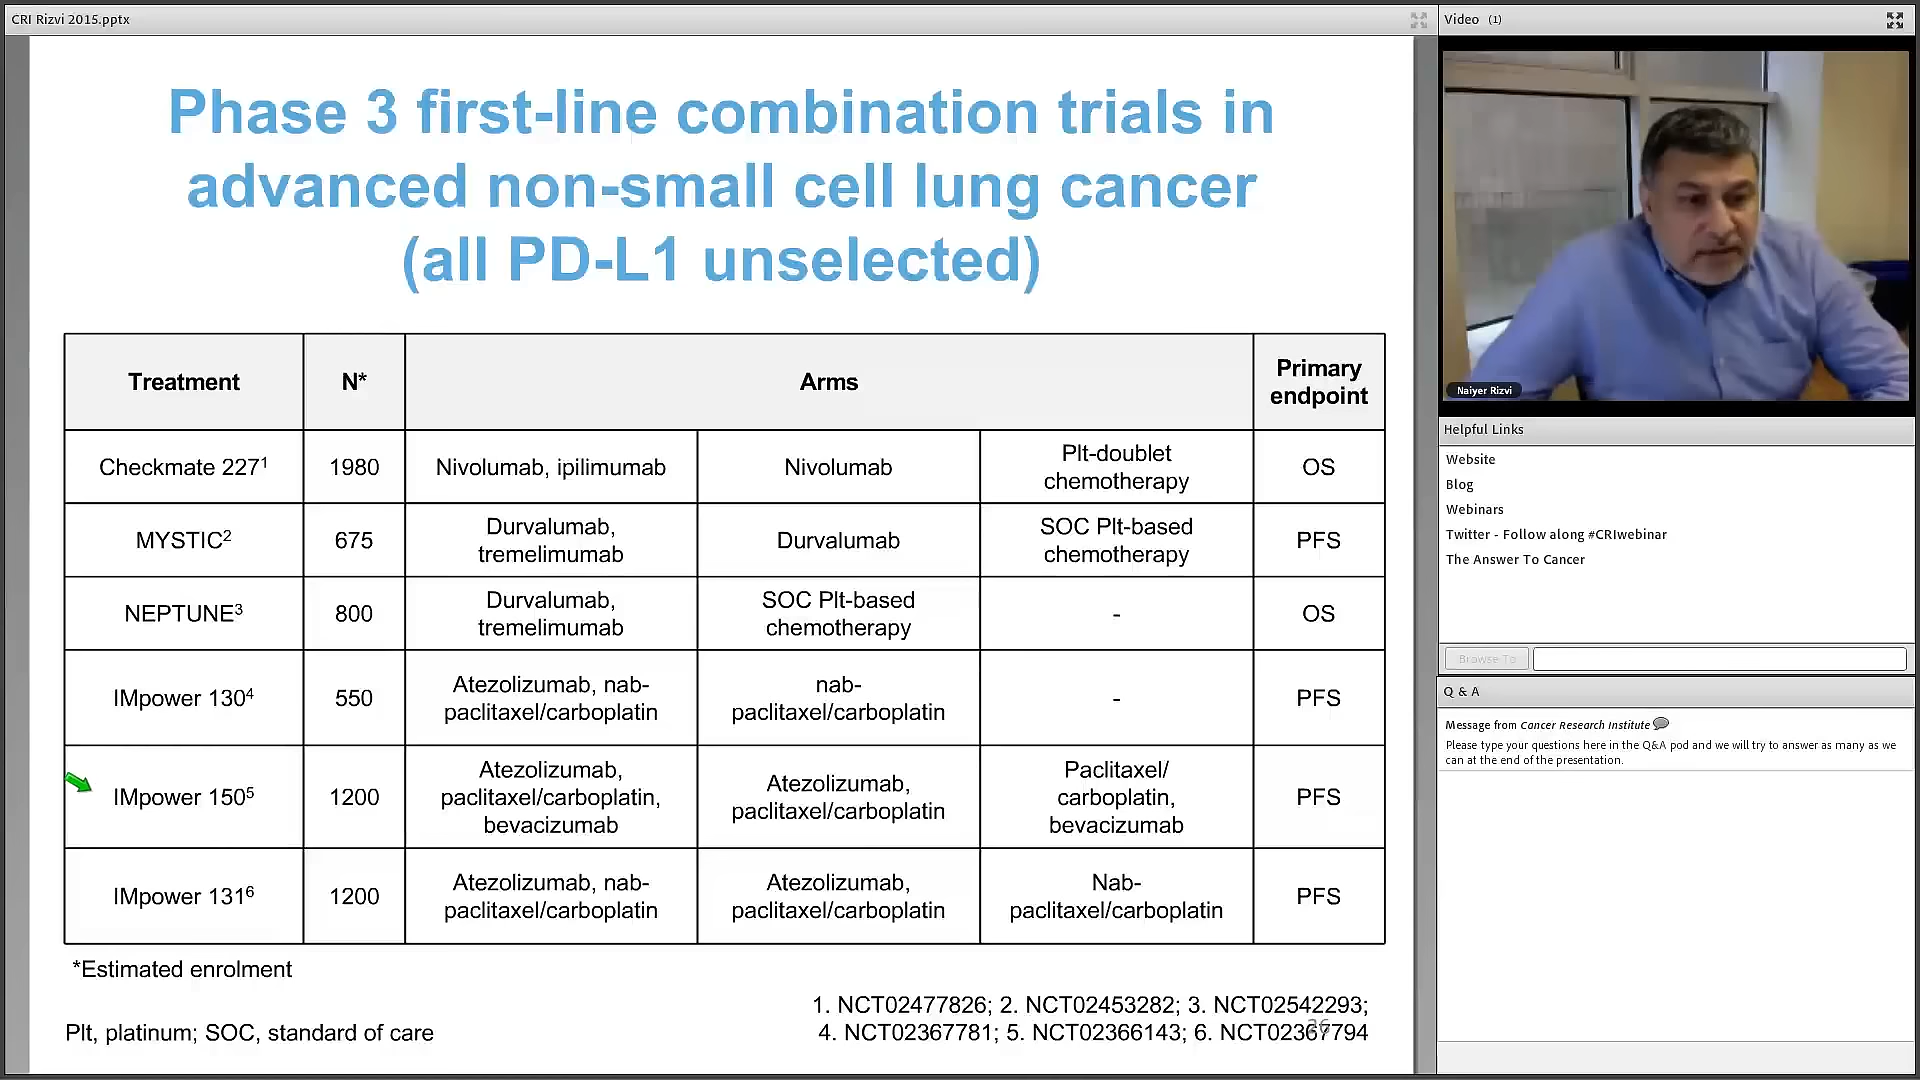 CRI Rizvi 2015.pptx
Phase 3 first-line combination trials in
advanced non-small cell lung cancer
(all PD-L1 unselected)
Treatment N* Arms Primary endpoint
Checkmate 227¹ 1980 Nivolumab, ipilimumab Nivolumab Plt-doublet chemotherapy OS
MYSTIC² 675 Durvalumab, tremelimumab Durvalumab SOC Plt-based chemotherapy PFS
NEPTUNE³ 800 Durvalumab, tremelimumab SOC Plt-based chemotherapy - OS
IMpower 130⁴ 550 Atezolizumab, nab-paclitaxel/carboplatin nab-paclitaxel/carboplatin - PFS
IMpower 150⁵ 1200 Atezolizumab, paclitaxel/carboplatin, bevacizumab Atezolizumab, paclitaxel/carboplatin Paclitaxel/carboplatin, bevacizumab PFS
IMpower 131⁶ 1200 Atezolizumab, nab-paclitaxel/carboplatin Atezolizumab, paclitaxel/carboplatin Nab-paclitaxel/carboplatin PFS
*Estimated enrolment
1. NCT02477826; 2. NCT02453282; 3. NCT02542293;
4. NCT02367781; 5. NCT02366143; 6. NCT02367794
26
Plt, platinum; SOC, standard of care
Video (1)
Naiyer Rizvi
Helpful Links
Website
Blog
Webinars
Twitter - Follow along #CRIwebinar
The Answer To Cancer
Browse To
Q & A
Message from Cancer Research Institute
Please type your questions here in the Q&A pod and we will try to answer as many as we
can at the end of the presentation.